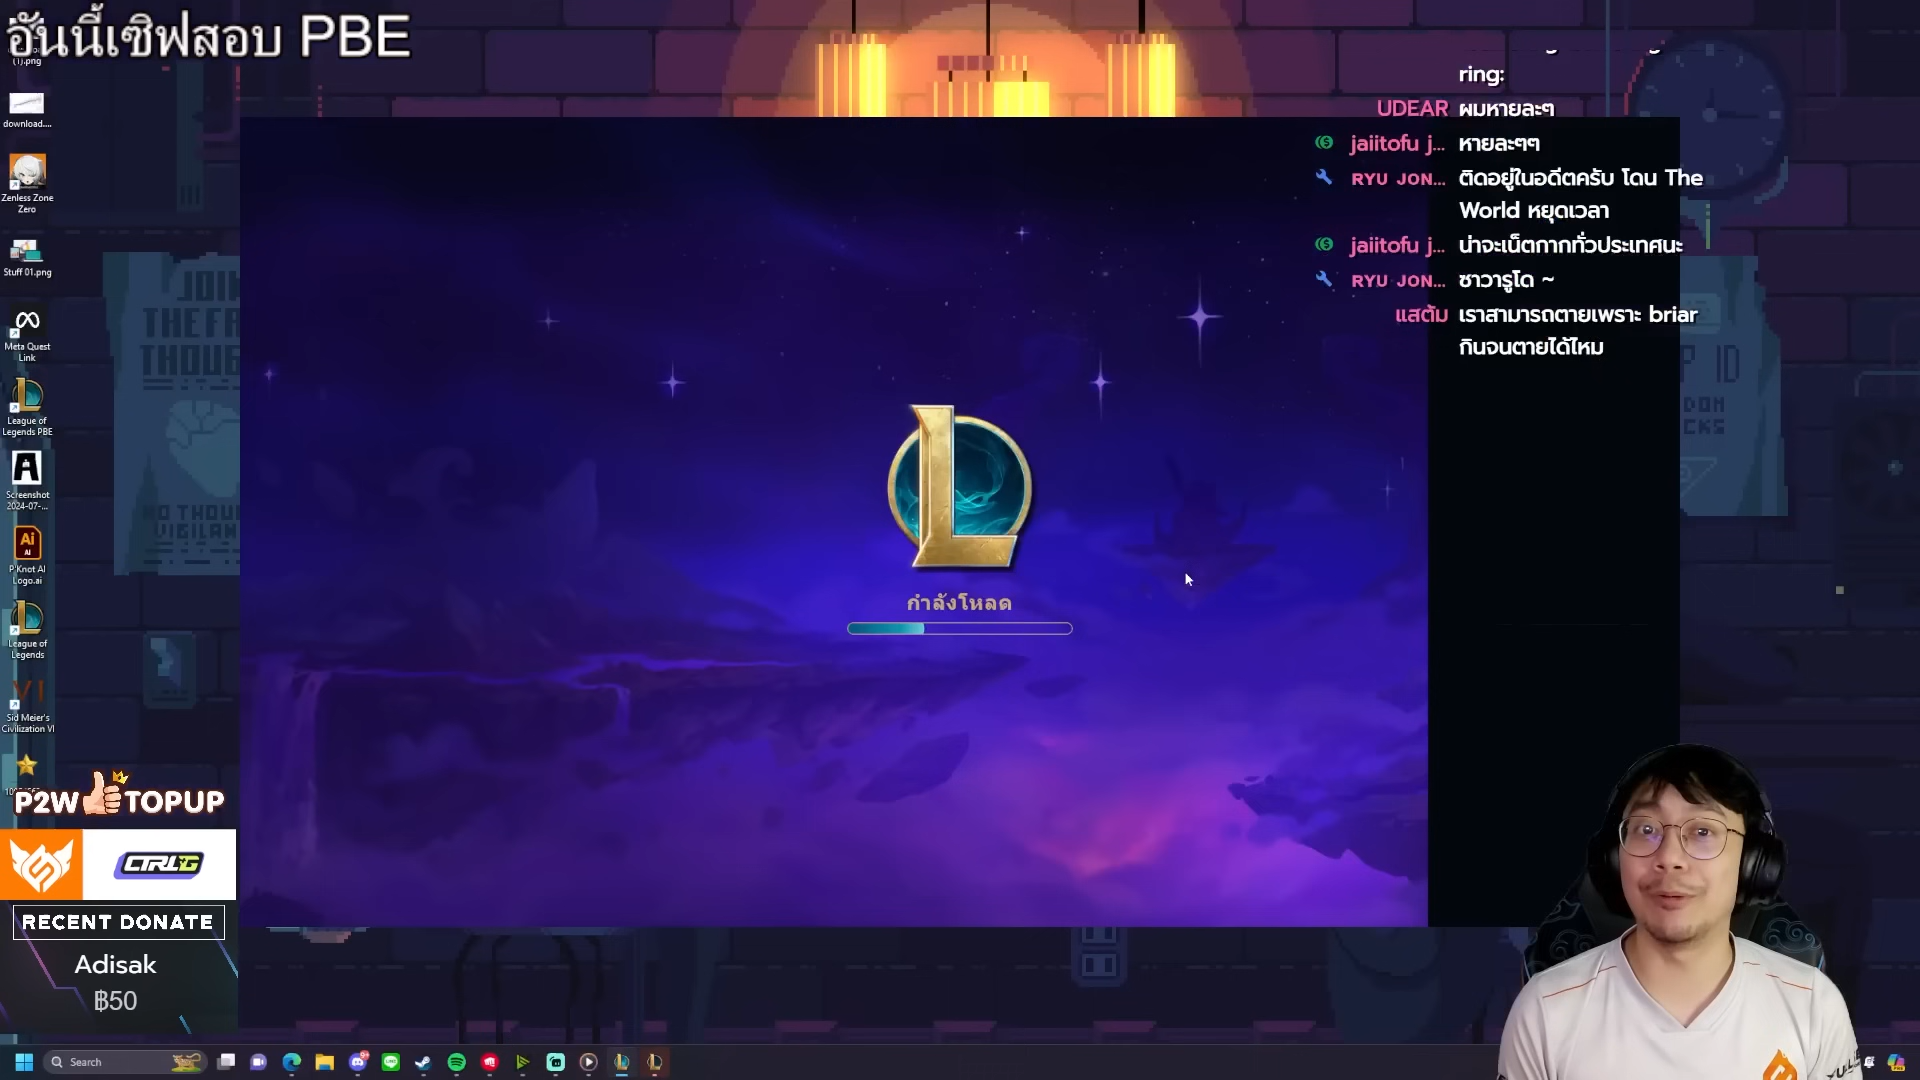 อันนี้เซิฟสอบ PBE
(1).png
download....
Zenless Zone
Zero
Stuff 01.png
Meta Quest
Link
League of
Legends PBE
Screenshot
2024-07-...
Ai
P'Knot AI
Logo.ai
League of
Legends
VI
Sid Meier's
Civilization VI
P2W TOPUP
CTRL G
RECENT DONATE
Adisak
฿50
ring:
UDEAR ผมหายละๆ
jaiitofu j... หายละๆๆ
RYU JON... ติดอยู่ในอดีตครับ โดน The
World หยุดเวลา
jaiitofu j... น่าจะเน็ตกากทั่วประเทศนะ
RYU JON... ซาวารูโด ~
แสตัม เราสามารถตายเพราะ briar
กินจนตายได้ไหม
กำลังโหลด
Search